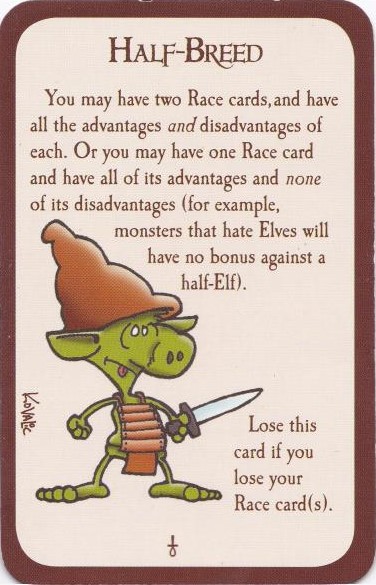 HALF-BREED
You may have two Race cards, and have
all the advantages and disadvantages of
each. Or you may have one Race card
and have all of its advantages and none
of its disadvantages (for example,
monsters that hate Elves will
have no bonus against a
half-Elf).
KOVALIC
Lose this
card if you
lose your
Race card(s).